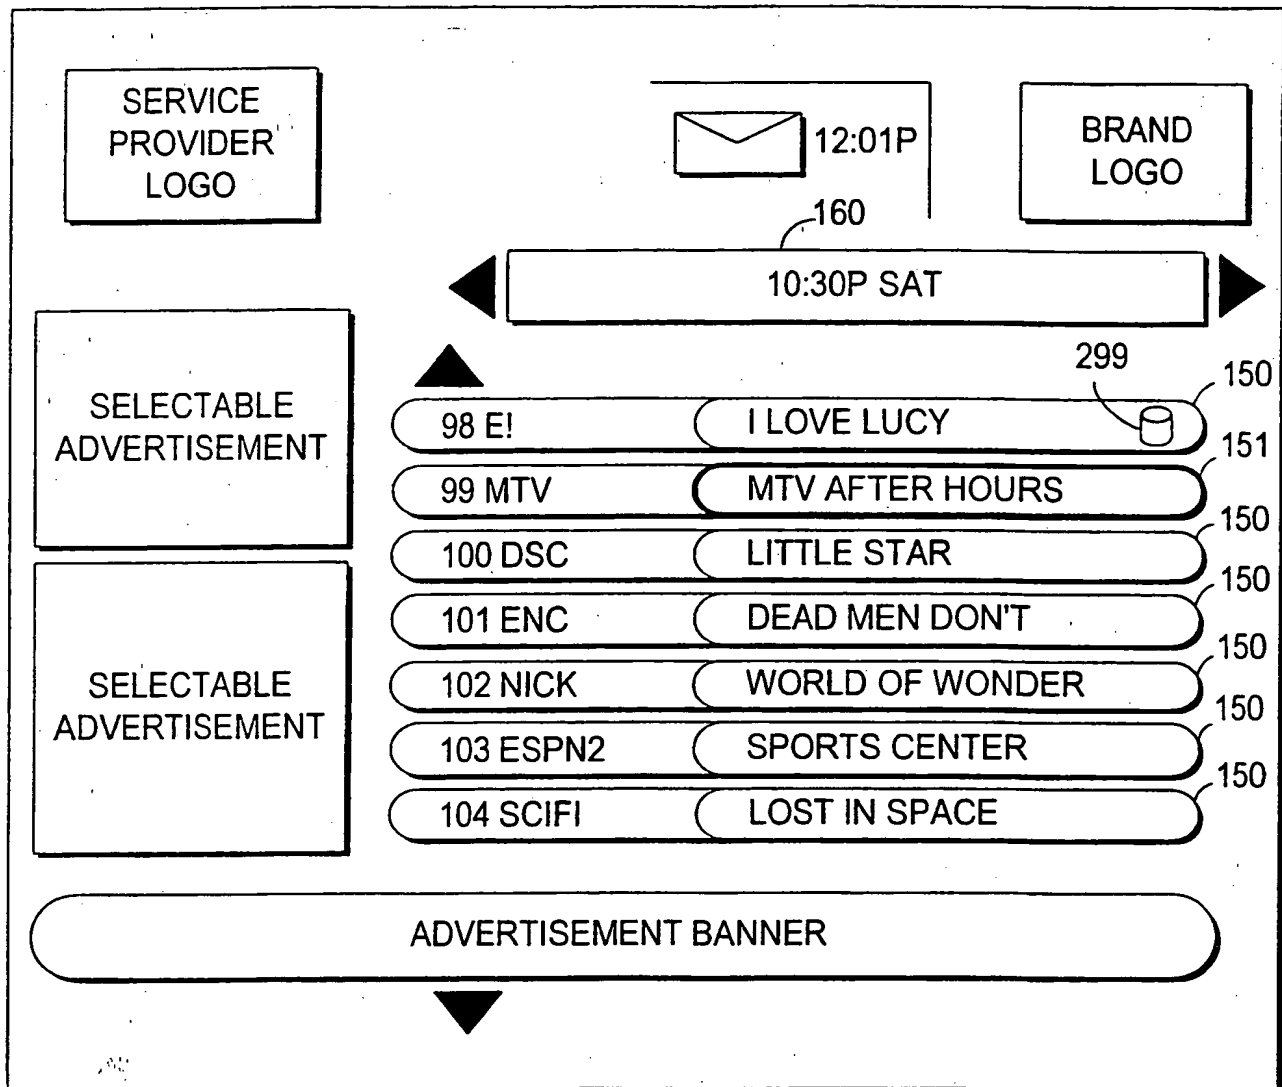 SERVICE
PROVIDER
LOGO
12:01P
BRAND
LOGO
160
10:30P SAT
299
SELECTABLE
ADVERTISEMENT
98 E! I LOVE LUCY 150
99 MTV MTV AFTER HOURS 151
100 DSC LITTLE STAR 150
101 ENC DEAD MEN DON'T 150
SELECTABLE
ADVERTISEMENT
102 NICK WORLD OF WONDER 150
103 ESPN2 SPORTS CENTER 150
104 SCIFI LOST IN SPACE 150
ADVERTISEMENT BANNER